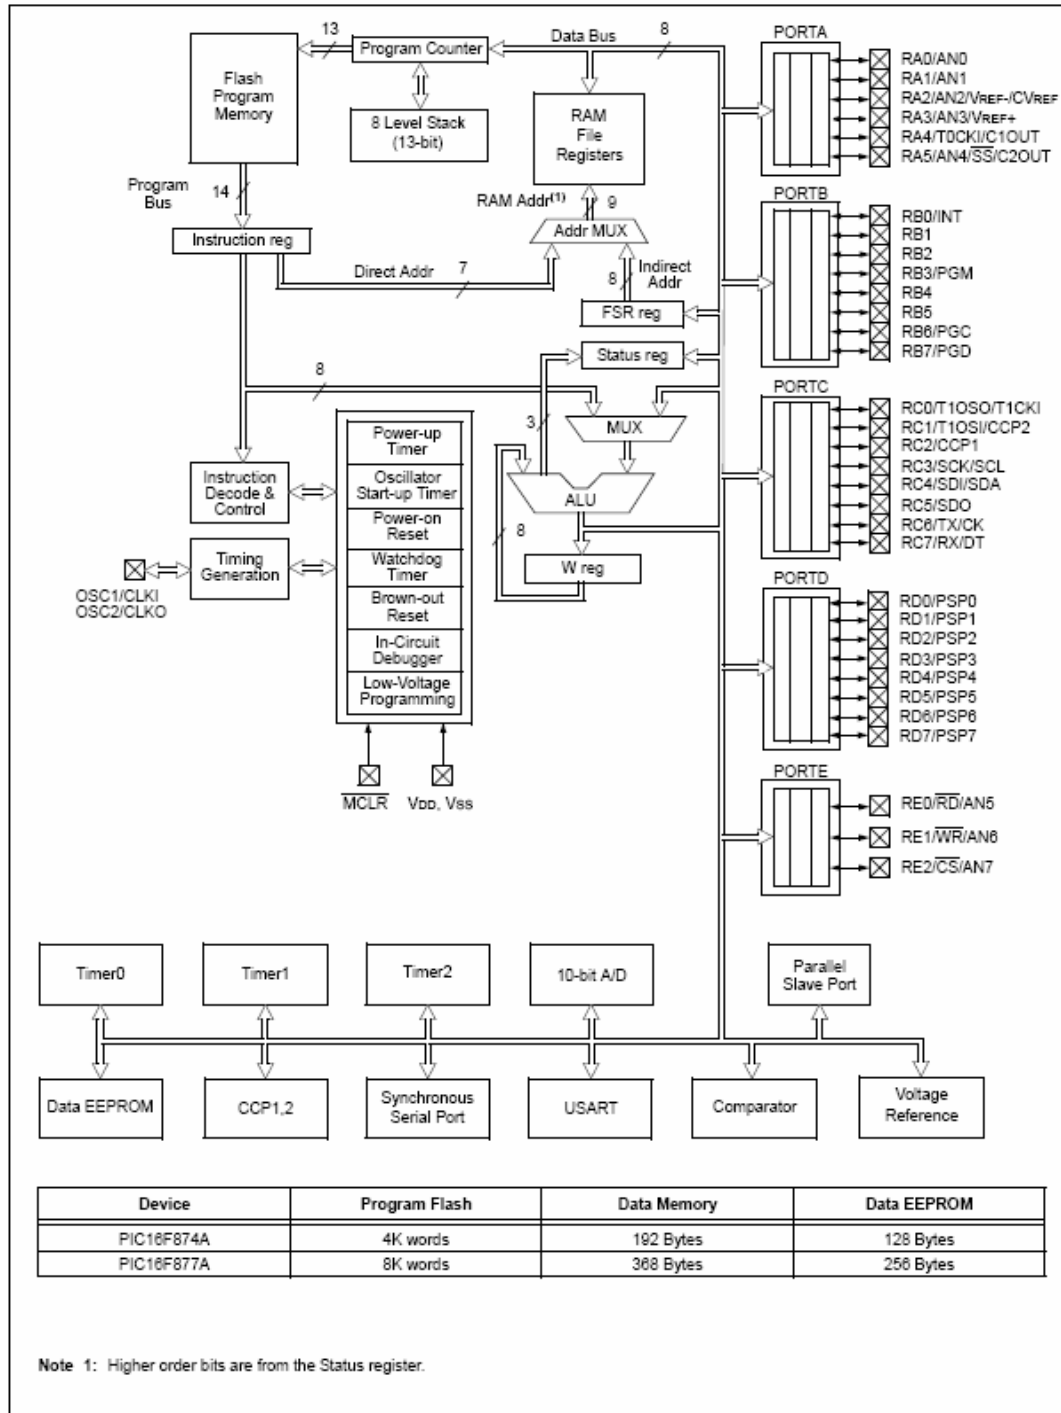 13
Program Counter
Data Bus
8
PORTA
Flash
Program
Memory
8 Level Stack
(13-bit)
RAM
File
Registers
RA0/AN0
RA1/AN1
RA2/AN2/VREF-/CVREF
RA3/AN3/VREF+
RA4/T0CKI/C1OUT
RA5/AN4/SS/C2OUT
Program
Bus
14
RAM Addr(1)
9
PORTB
Instruction reg
Addr MUX
Direct Addr
7
8
Indirect
Addr
FSR reg
RB0/INT
RB1
RB2
RB3/PGM
RB4
RB5
RB6/PGC
RB7/PGD
Status reg
8
3
MUX
PORTC
RC0/T1OSO/T1CKI
RC1/T1OSI/CCP2
RC2/CCP1
RC3/SCK/SCL
RC4/SDI/SDA
RC5/SDO
RC6/TX/CK
RC7/RX/DT
Power-up
Timer
Instruction
Decode &
Control
Oscillator
Start-up Timer
ALU
Power-on
Reset
8
Timing
Generation
Watchdog
Timer
W reg
OSC1/CLKI
OSC2/CLKO
Brown-out
Reset
In-Circuit
Debugger
Low-Voltage
Programming
PORTD
RD0/PSP0
RD1/PSP1
RD2/PSP2
RD3/PSP3
RD4/PSP4
RD5/PSP5
RD6/PSP6
RD7/PSP7
MCLR
VDD, VSS
PORTE
RE0/RD/AN5
RE1/WR/AN6
RE2/CS/AN7
Timer0
Timer1
Timer2
10-bit A/D
Parallel
Slave Port
Data EEPROM
CCP1,2
Synchronous
Serial Port
USART
Comparator
Voltage
Reference
Device Program Flash Data Memory Data EEPROM
PIC16F874A 4K words 192 Bytes 128 Bytes
PIC16F877A 8K words 368 Bytes 256 Bytes
Note 1: Higher order bits are from the Status register.